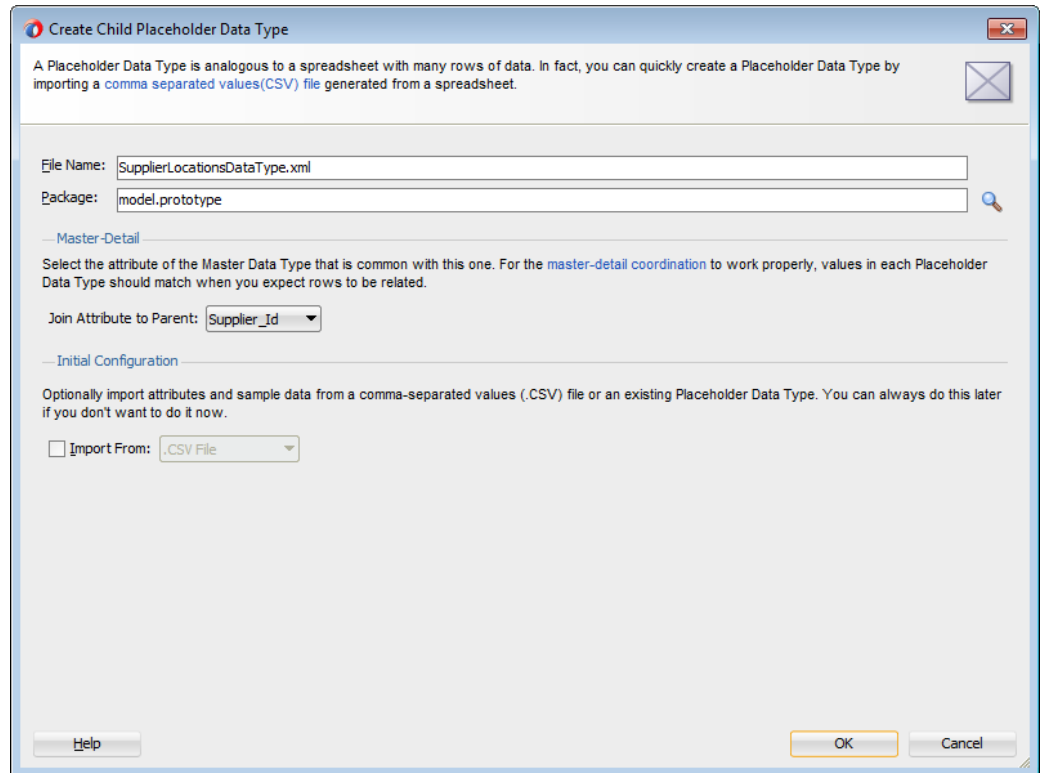 Create Child Placeholder Data Type
A Placeholder Data Type is analogous to a spreadsheet with many rows of data. In fact, you can quickly create a Placeholder Data Type by
importing a comma separated values(CSV) file generated from a spreadsheet.
File Name: SupplierLocationsDataType.xml
Package: model.prototype
Master-Detail
Select the attribute of the Master Data Type that is common with this one. For the master-detail coordination to work properly, values in each Placeholder
Data Type should match when you expect rows to be related.
Join Attribute to Parent: Supplier_Id
Initial Configuration
Optionally import attributes and sample data from a comma-separated values (.CSV) file or an existing Placeholder Data Type. You can always do this later
if you don't want to do it now.
Import From: .CSV File
Help OK Cancel